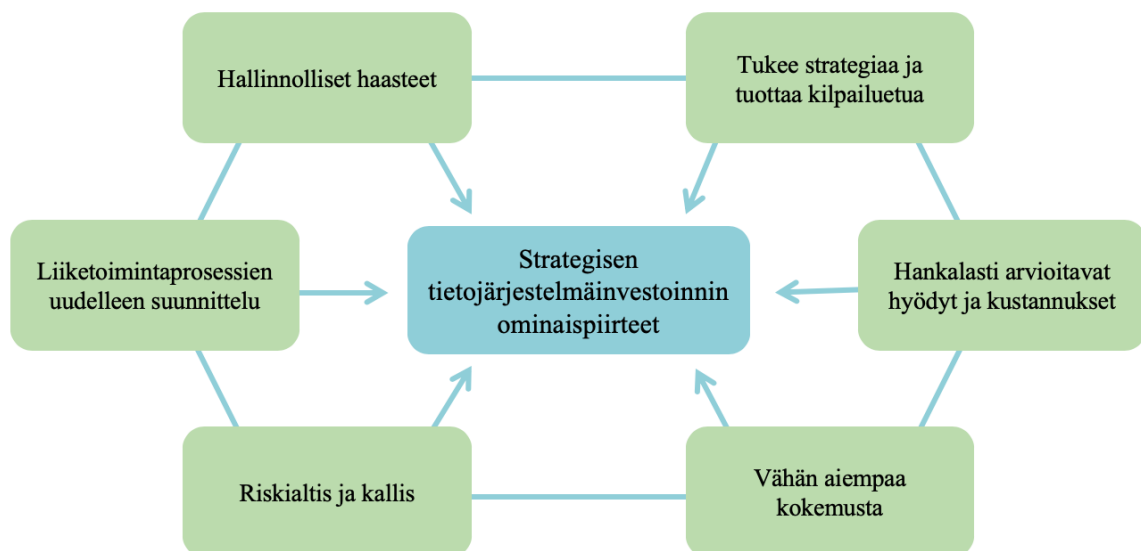 Hallinnolliset haasteet
Tukee strategiaa ja
tuottaa kilpailuetua
Liiketoimintaprosessien
uudelleen suunnittelu
Strategisen
tietojärjestelmäinvestoinnin
ominaispiirteet
Hankalasti arvioitavat
hyödyt ja kustannukset
Riskialtis ja kallis
Vähän aiempaa
kokemusta